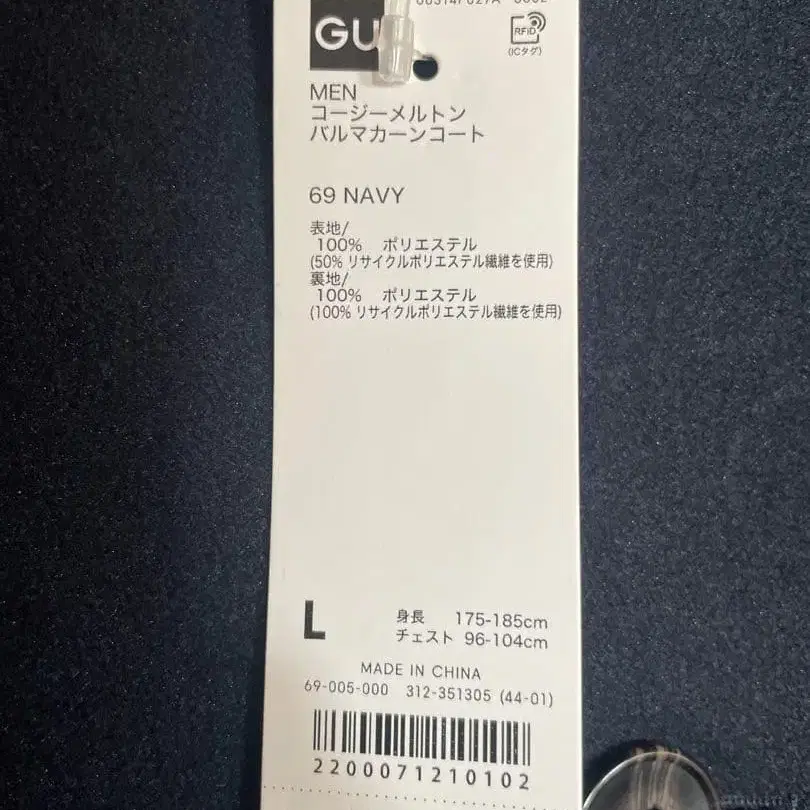 GU
RFID
(ICタグ)
MEN
コージーメルトン
バルマカーンコート
69 NAVY
表地/
100% ポリエステル
(50% リサイクルポリエステル繊維を使用)
裏地/
100% ポリエステル
(100% リサイクルポリエステル繊維を使用)
L
身長 175-185cm
チェスト 96-104cm
MADE IN CHINA
69-005-000 312-351305 (44-01)
2200071210102